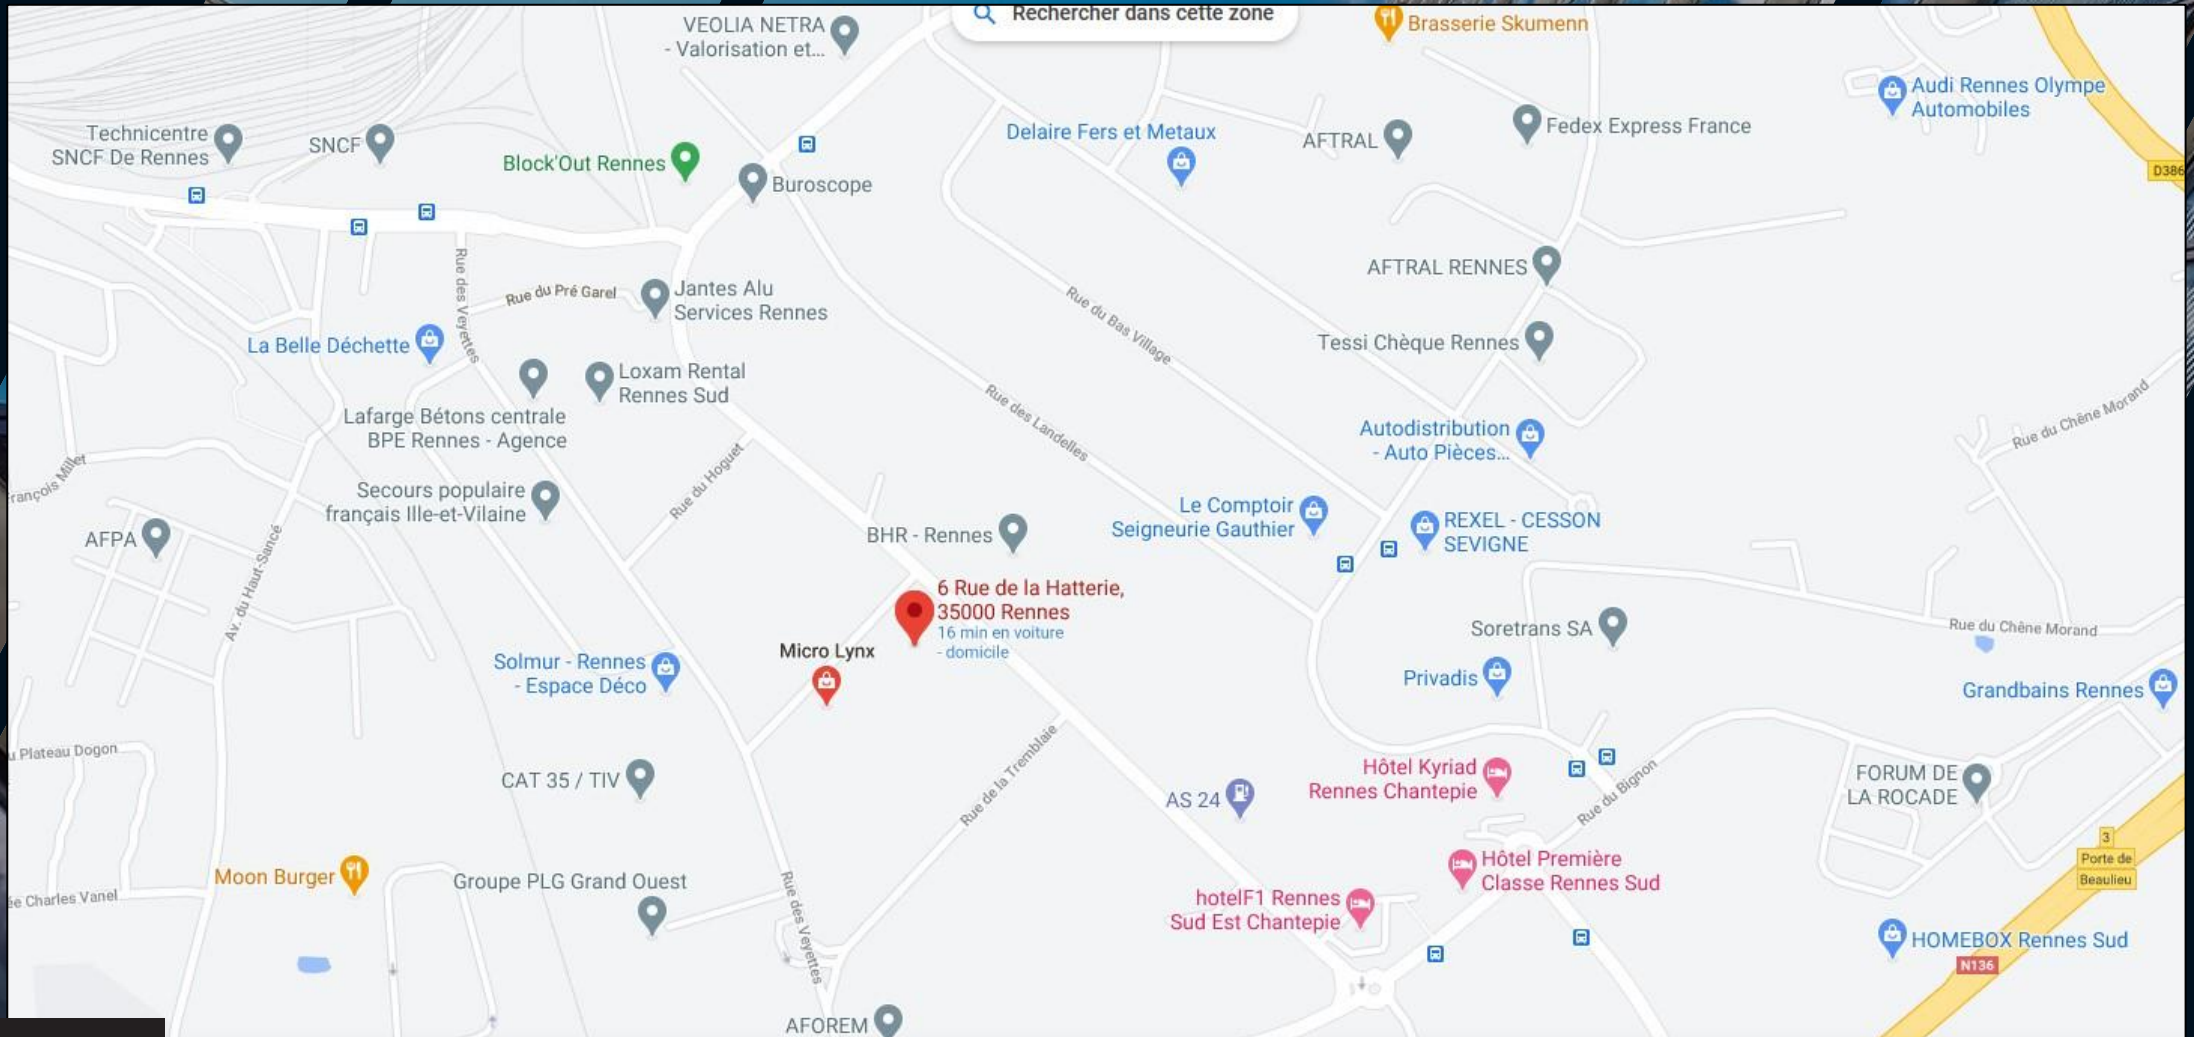 VEOLIA NETRA
- Valorisation et...
Rechercher dans cette zone
Brasserie Skumenn
Audi Rennes Olympe
Automobiles
Technicentre
SNCF De Rennes
SNCF
Block'Out Rennes
Buroscope
Delaire Fers et Metaux
AFTRAL
Fedex Express France
D386
Rue des Veyettes
Rue du Pré Garel
Jantes Alu
Services Rennes
Rue du Bas Village
AFTRAL RENNES
La Belle Déchette
Tessi Chèque Rennes
Loxam Rental
Rennes Sud
Lafarge Bétons centrale
BPE Rennes - Agence
Rue des Landelles
Autodistribution
- Auto Pièces...
Rue du Chêne Morand
rançois Millet
Secours populaire
français Ille-et-Vilaine
Rue du Hoguet
AFPA
Av. du Haut-Sancé
BHR - Rennes
Le Comptoir
Seigneurie Gauthier
REXEL - CESSON
SEVIGNE
6 Rue de la Hatterie,
35000 Rennes
16 min en voiture
- domicile
Micro Lynx
Soretrans SA
Rue du Chêne Morand
Solmur - Rennes
- Espace Déco
Privadis
Grandbains Rennes
u Plateau Dogon
CAT 35 / TIV
Rue de la Tremblaie
AS 24
Hôtel Kyriad
Rennes Chantepie
Rue du Bignon
FORUM DE
LA ROCADE
3
Porte de
Beaulieu
Moon Burger
Groupe PLG Grand Ouest
Rue des Veyettes
Hôtel Première
Classe Rennes Sud
hotelF1 Rennes
Sud Est Chantepie
ée Charles Vanel
HOMEBOX Rennes Sud
N136
AFOREM